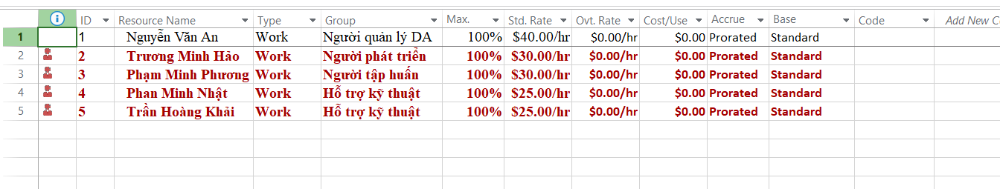 ID Resource Name Type Group Max. Std. Rate Ovt. Rate Cost/Use Accrue Base Code Add New C
1 1 Nguyễn Văn An Work Người quản lý DA 100% $40.00/hr $0.00/hr $0.00 Prorated Standard
2 2 Trương Minh Hảo Work Người phát triển 100% $30.00/hr $0.00/hr $0.00 Prorated Standard
3 3 Phạm Minh Phương Work Người tập huấn 100% $30.00/hr $0.00/hr $0.00 Prorated Standard
4 4 Phan Minh Nhật Work Hỗ trợ kỹ thuật 100% $25.00/hr $0.00/hr $0.00 Prorated Standard
5 5 Trần Hoàng Khải Work Hỗ trợ kỹ thuật 100% $25.00/hr $0.00/hr $0.00 Prorated Standard